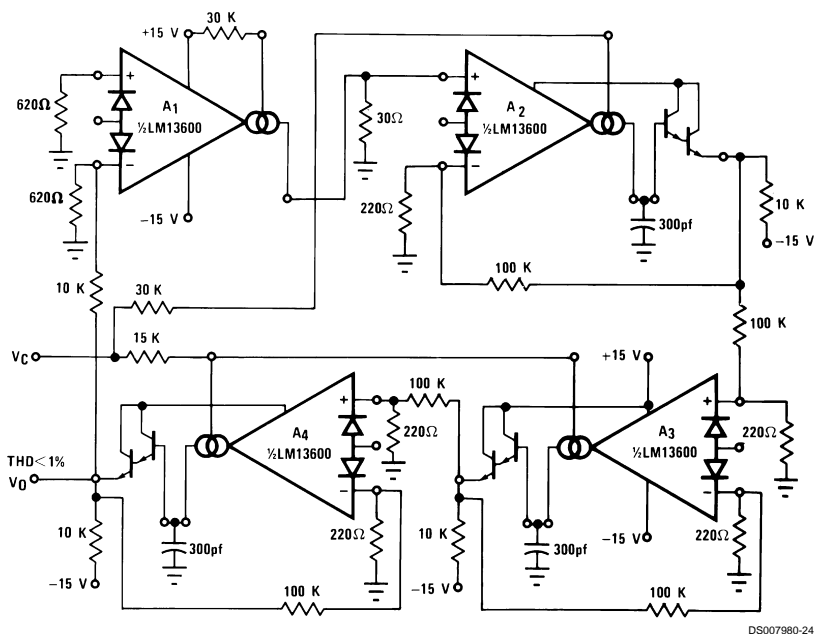 30 K
+15 V
+
A1
½LM13600
620Ω
−
620Ω
−15 V
30Ω
+
A2
½LM13600
−
220Ω
300pf
10 K
−15 V
100 K
10 K
30 K
100 K
VC
15 K
+15 V
100 K
+
A4
½LM13600
−
220Ω
+
A3
½LM13600
−
220Ω
THD<1%
VO
10 K
−15 V
300pf
220Ω
10 K
−15 V
300pf
−15 V
220Ω
100 K
100 K
DS007980-24